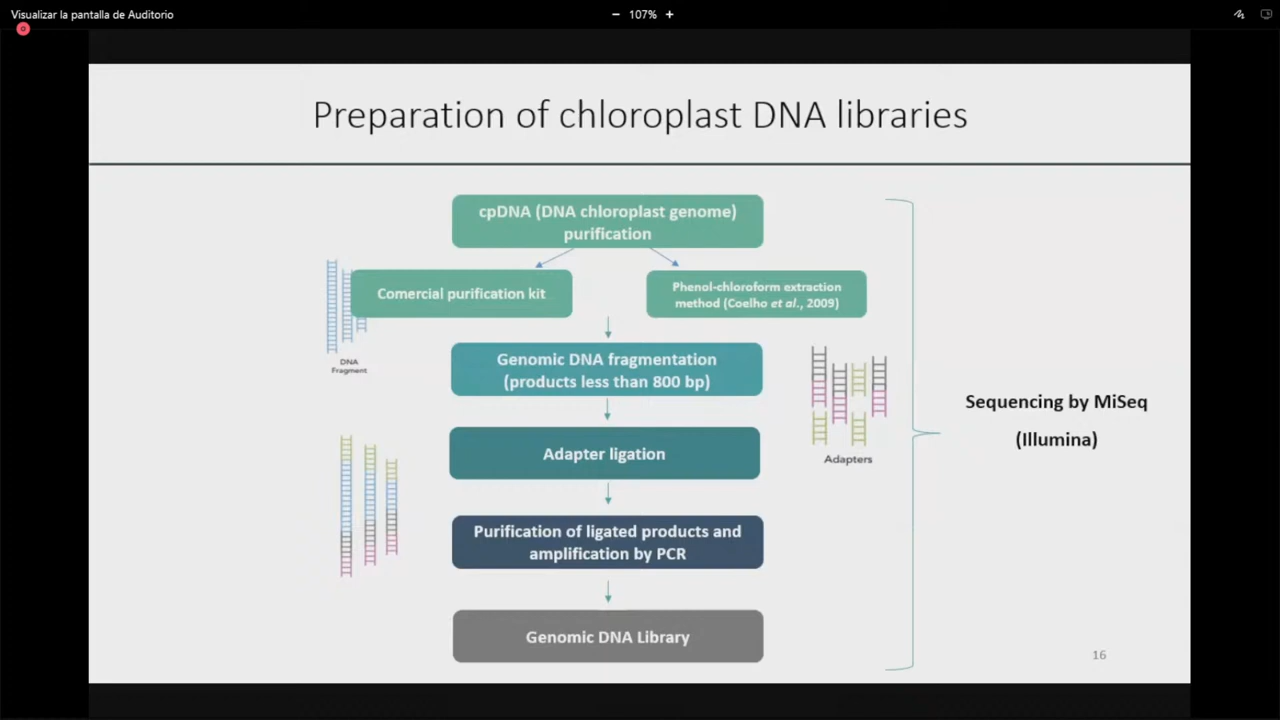 Visualizar la pantalla de Auditorio
− 107% +
Preparation of chloroplast DNA libraries
cpDNA (DNA chloroplast genome)
purification
Comercial purification kit
Phenol-chloroform extraction
method (Coelho et al., 2009)
DNA
Fragment
Genomic DNA fragmentation
(products less than 800 bp)
Adapter ligation
Adapters
Sequencing by MiSeq
(Illumina)
Purification of ligated products and
amplification by PCR
Genomic DNA Library
16